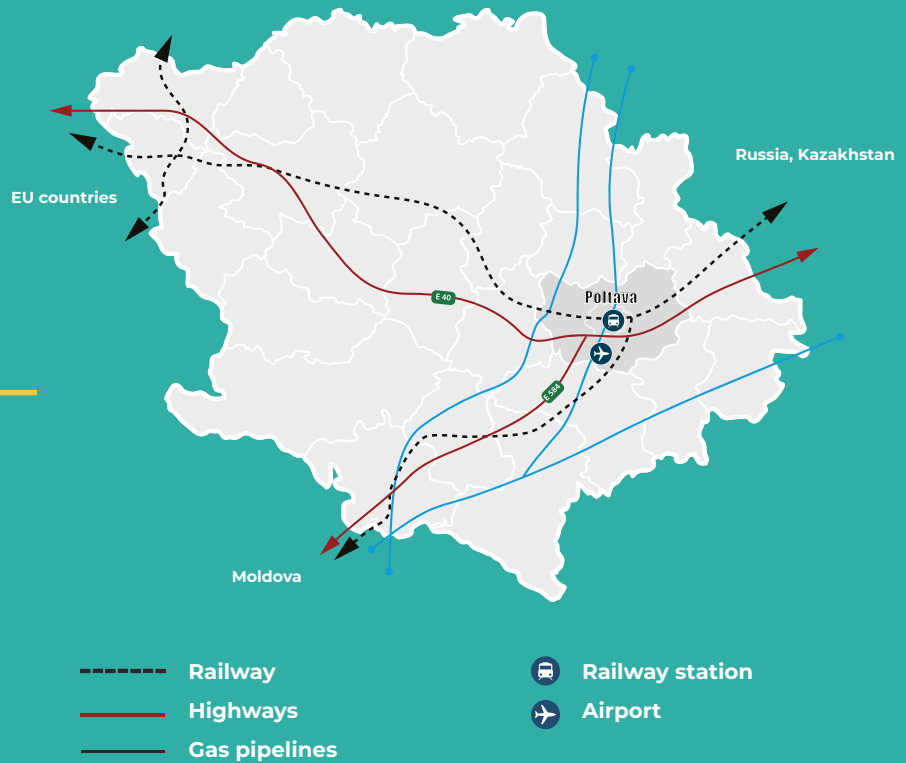 Russia, Kazakhstan
EU countries
Poltava
E 40
E 584
Moldova
Railway
Highways
Gas pipelines
Railway station
Airport